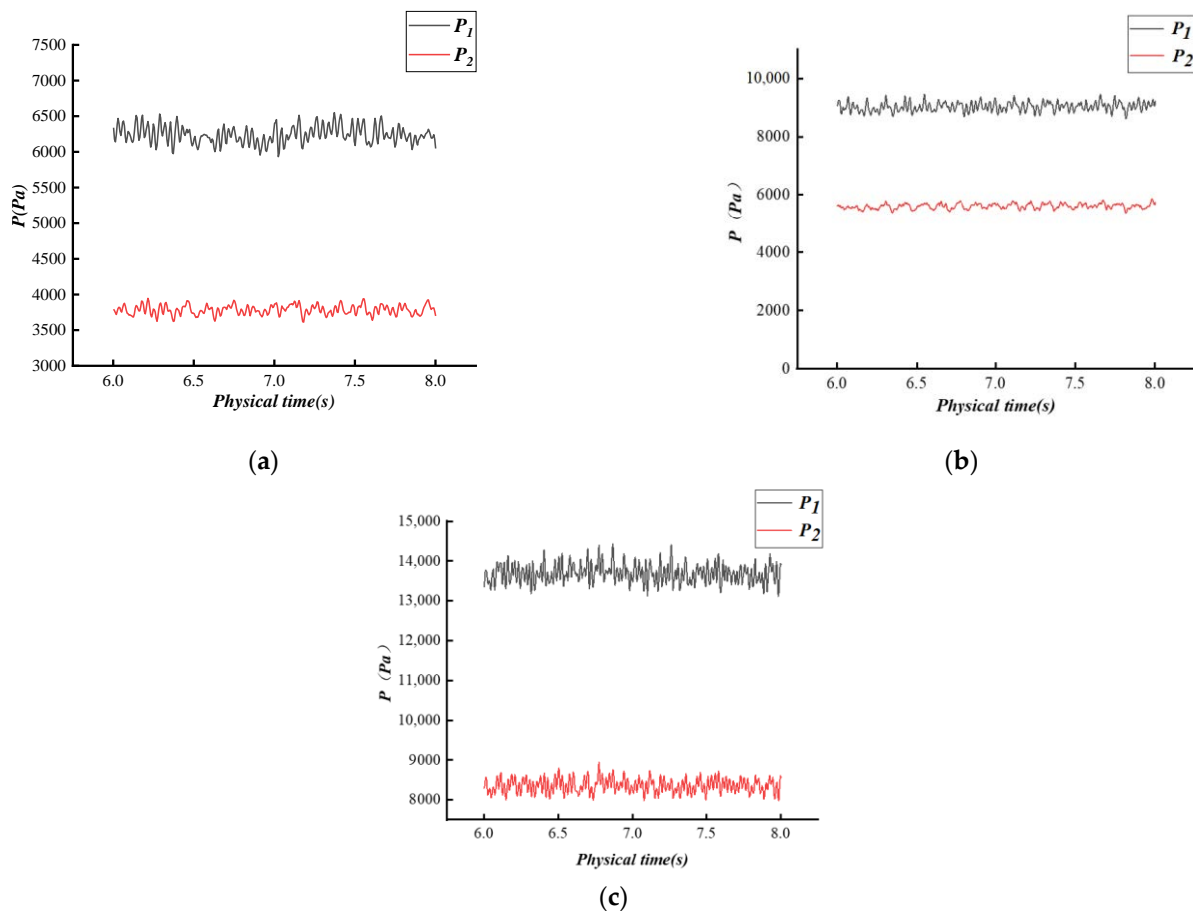 P1
P2
7500
7000
6500
6000
5500
5000
4500
4000
3500
3000
P(Pa)
6.0 6.5 7.0 7.5 8.0
Physical time(s)
(a)
P1
P2
10,000
8000
6000
4000
2000
0
P (Pa)
6.0 6.5 7.0 7.5 8.0
Physical time(s)
(b)
P1
P2
15,000
14,000
13,000
12,000
11,000
10,000
9000
8000
P (Pa)
6.0 6.5 7.0 7.5 8.0
Physical time(s)
(c)